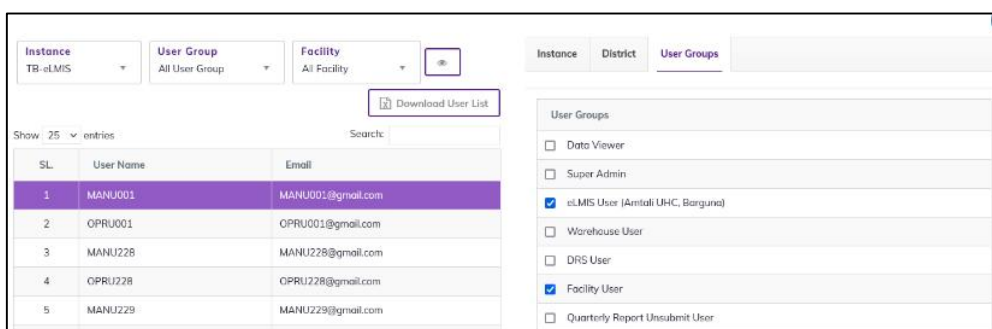 Instance
TB-eLMIS
User Group
All User Group
Facility
All Facility
Download User List
Show 25 entries
Search:
SL. User Name Email
1 MANU001 MANU001@gmail.com
2 OPRU001 OPRU001@gmail.com
3 MANU228 MANU228@gmail.com
4 OPRU228 OPRU228@gmail.com
5 MANU229 MANU229@gmail.com
Instance District User Groups
User Groups
Data Viewer
Super Admin
eLMIS User (Amtali UHC, Barguna)
Warehouse User
DRS User
Facility User
Quarterly Report Unsubmit User